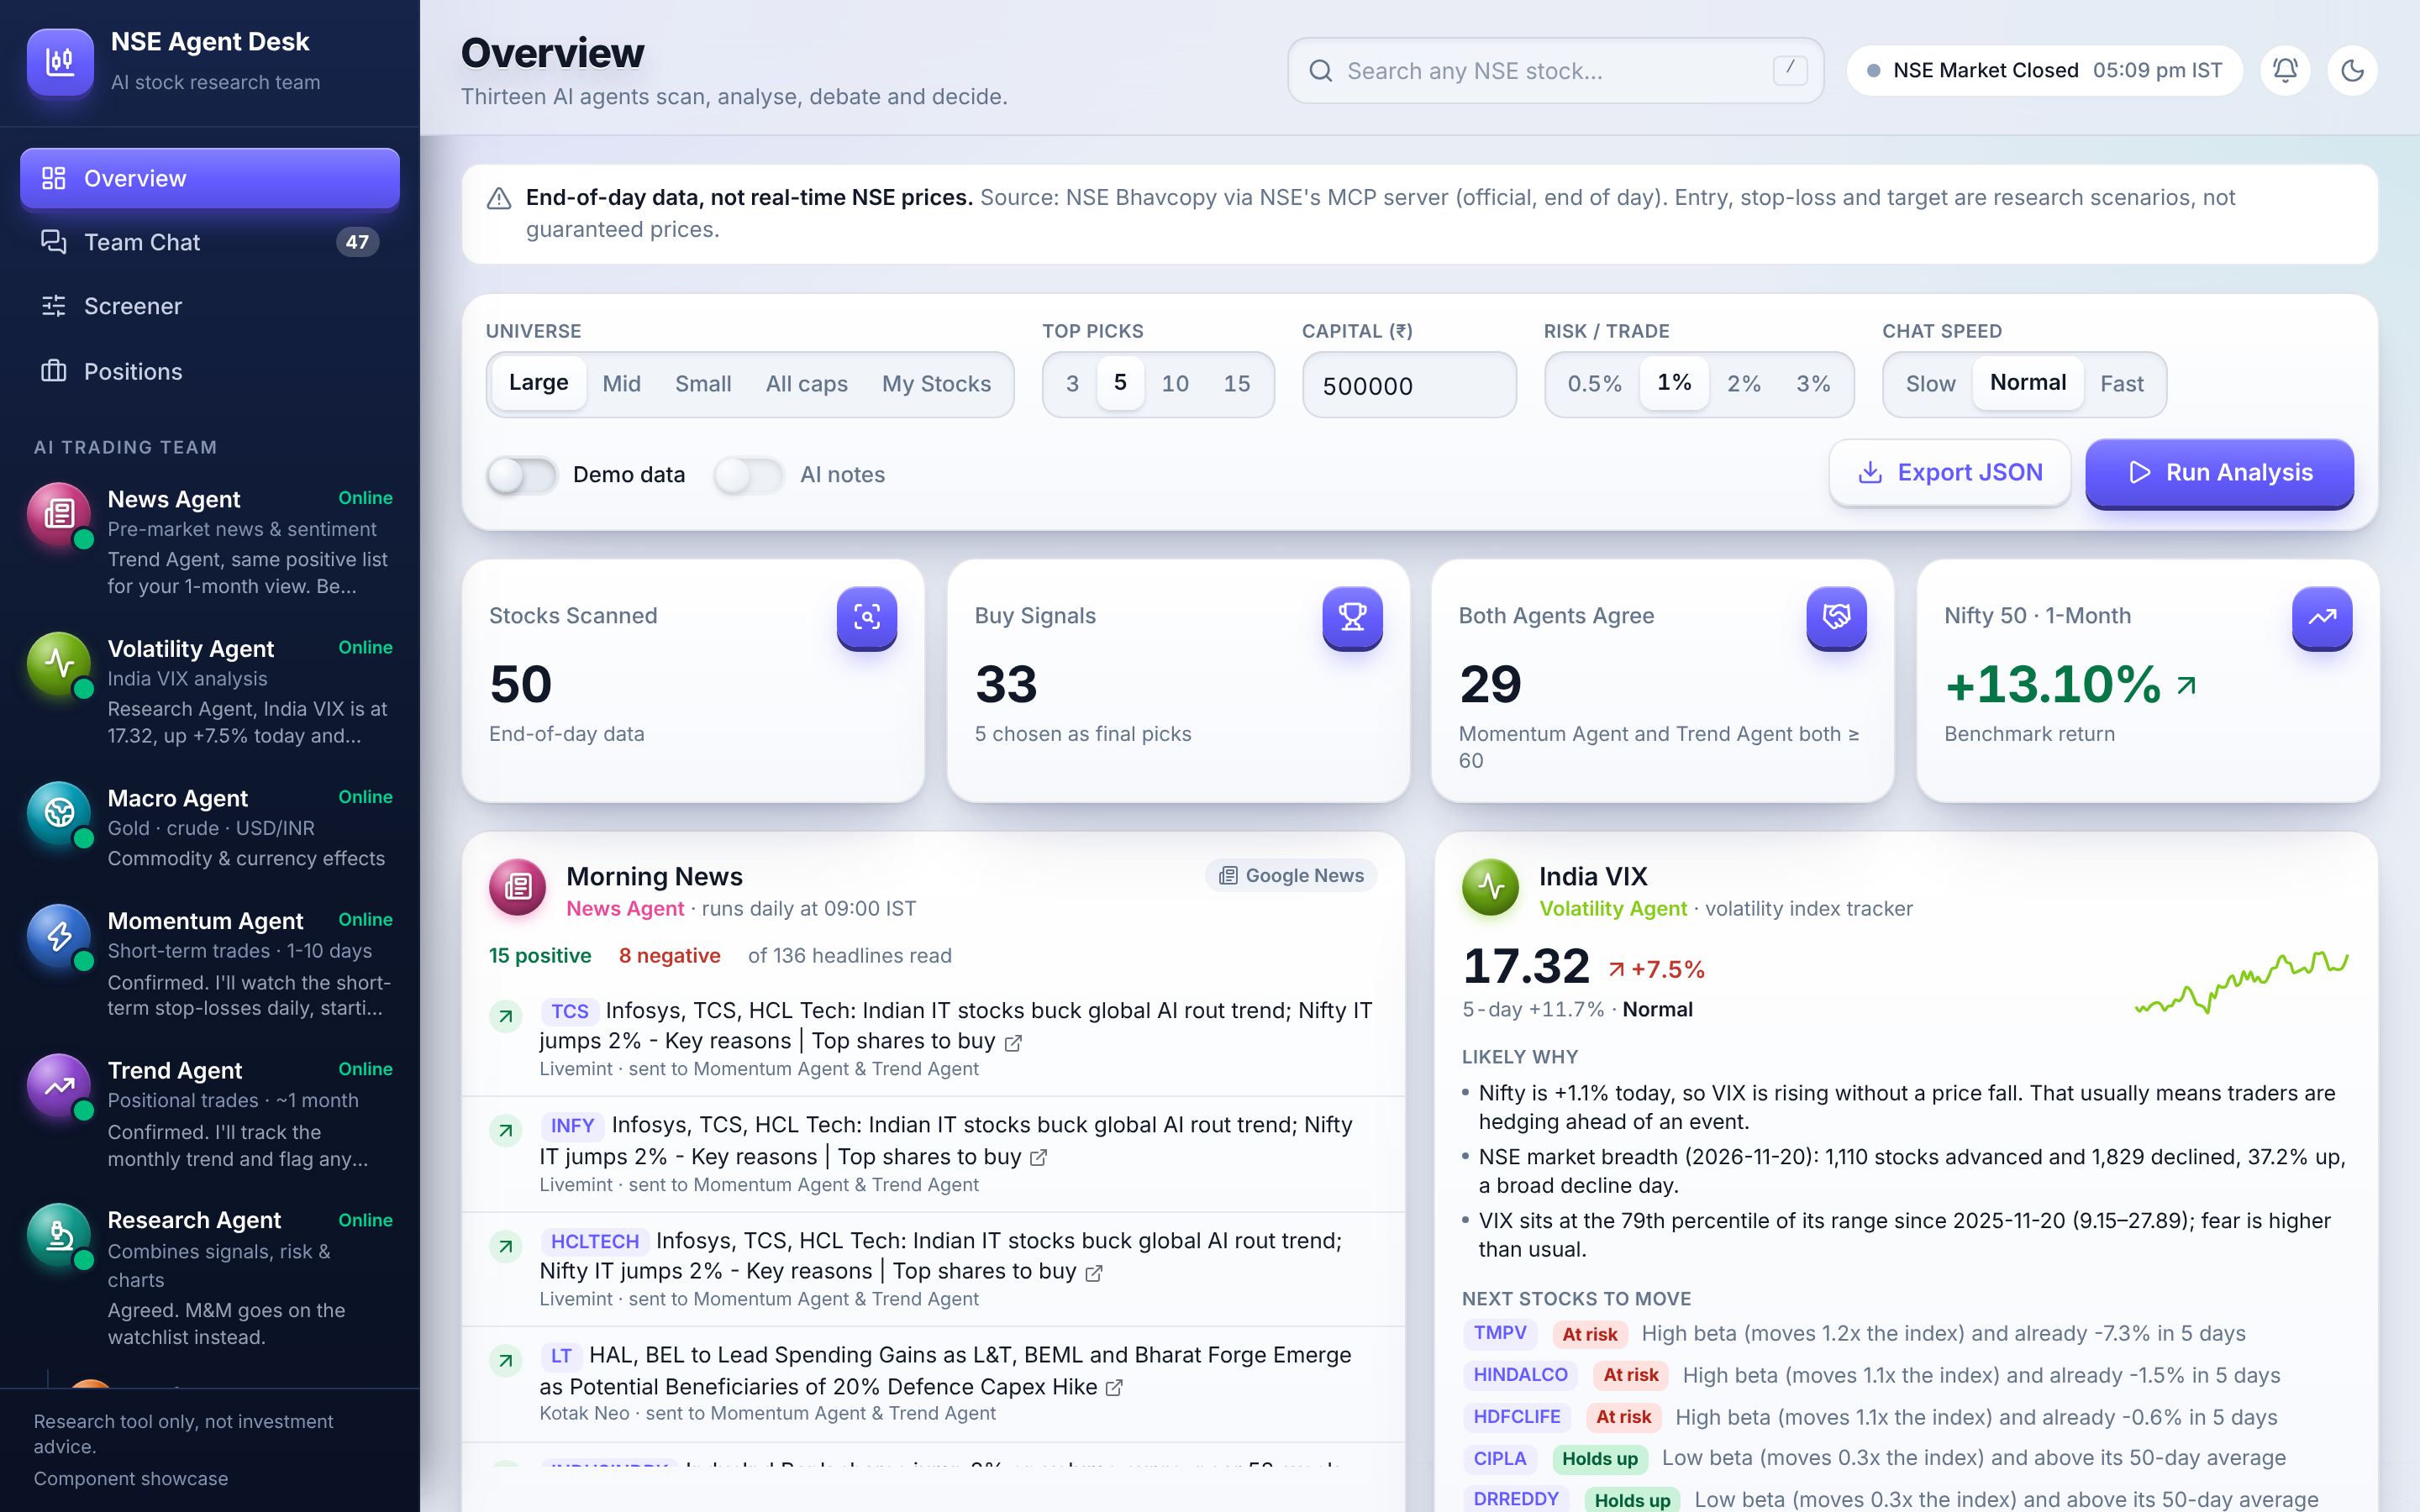 NSE Agent Desk
AI stock research team
Overview
Team Chat
47
Screener
Positions
AI TRADING TEAM
News Agent
Online
Pre-market news & sentiment
Trend Agent, same positive list
for your 1-month view. Be...
Volatility Agent
Online
India VIX analysis
Research Agent, India VIX is at
17.32, up +7.5% today and...
Macro Agent
Online
Gold · crude · USD/INR
Commodity & currency effects
Momentum Agent
Online
Short-term trades · 1-10 days
Confirmed. I'll watch the short-
term stop-losses daily, starti...
Trend Agent
Online
Positional trades · ~1 month
Confirmed. I'll track the
monthly trend and flag any...
Research Agent
Online
Combines signals, risk &
charts
Agreed. M&M goes on the
watchlist instead.
Research tool only, not investment
advice.
Component showcase
Overview
Thirteen AI agents scan, analyse, debate and decide.
Search any NSE stock...
/
NSE Market Closed 05:09 pm IST
End-of-day data, not real-time NSE prices. Source: NSE Bhavcopy via NSE's MCP server (official, end of day). Entry, stop-loss and target are research scenarios, not
guaranteed prices.
UNIVERSE
Large Mid Small All caps My Stocks
TOP PICKS
3 5 10 15
CAPITAL (₹)
500000
RISK / TRADE
0.5% 1% 2% 3%
CHAT SPEED
Slow Normal Fast
Demo data
AI notes
Export JSON
Run Analysis
Stocks Scanned
50
End-of-day data
Buy Signals
33
5 chosen as final picks
Both Agents Agree
29
Momentum Agent and Trend Agent both ≥
60
Nifty 50 · 1-Month
+13.10%
Benchmark return
Morning News
News Agent · runs daily at 09:00 IST
Google News
15 positive 8 negative of 136 headlines read
TCS Infosys, TCS, HCL Tech: Indian IT stocks buck global AI rout trend; Nifty IT
jumps 2% - Key reasons | Top shares to buy
Livemint · sent to Momentum Agent & Trend Agent
INFY Infosys, TCS, HCL Tech: Indian IT stocks buck global AI rout trend; Nifty
IT jumps 2% - Key reasons | Top shares to buy
Livemint · sent to Momentum Agent & Trend Agent
HCLTECH Infosys, TCS, HCL Tech: Indian IT stocks buck global AI rout trend;
Nifty IT jumps 2% - Key reasons | Top shares to buy
Livemint · sent to Momentum Agent & Trend Agent
LT HAL, BEL to Lead Spending Gains as L&T, BEML and Bharat Forge Emerge
as Potential Beneficiaries of 20% Defence Capex Hike
Kotak Neo · sent to Momentum Agent & Trend Agent
India VIX
Volatility Agent · volatility index tracker
17.32 +7.5%
5-day +11.7% · Normal
LIKELY WHY
• Nifty is +1.1% today, so VIX is rising without a price fall. That usually means traders are
hedging ahead of an event.
• NSE market breadth (2026-11-20): 1,110 stocks advanced and 1,829 declined, 37.2% up,
a broad decline day.
• VIX sits at the 79th percentile of its range since 2025-11-20 (9.15–27.89); fear is higher
than usual.
NEXT STOCKS TO MOVE
TMPV At risk High beta (moves 1.2x the index) and already -7.3% in 5 days
HINDALCO At risk High beta (moves 1.1x the index) and already -1.5% in 5 days
HDFCLIFE At risk High beta (moves 1.1x the index) and already -0.6% in 5 days
CIPLA Holds up Low beta (moves 0.3x the index) and above its 50-day average
DRREDDY Holds up Low beta (moves 0.3x the index) and above its 50-day average